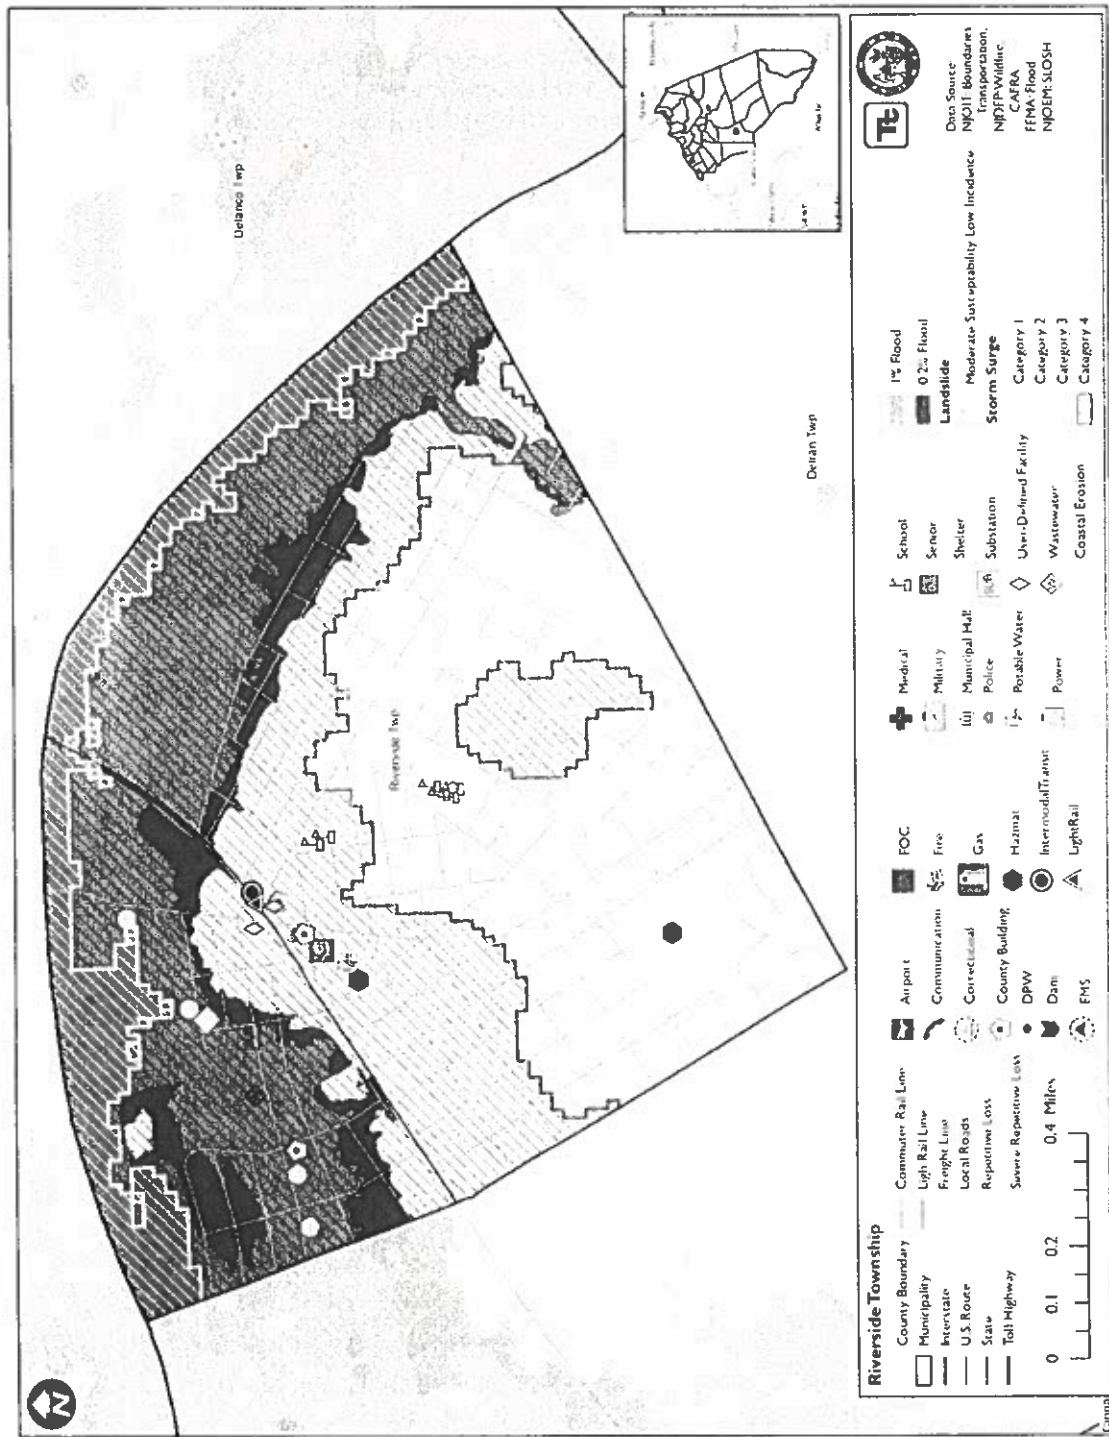 N
Delanco Twp
Riverside Twp
Delran Twp
Riverside Township
County Boundary
Municipality
Interstate
U.S. Route
State
Toll Highway
Commuter Rail Line
Ligh Rail Line
Freight Line
Local Roads
Repetitive Loss
Severe Repetitive Loss
0 0.1 0.2 0.4 Miles
Airport
Communication
Correctional
County Building
DPW
Dam
EMS
EOC
Fire
Gas
Hazmat
Intermodal Transit
LightRail
Medical
Military
Municipal Hall
Police
Potable Water
Power
School
Senior
Shelter
Substation
User-Defined Facility
Wastewater
Coastal Erosion
1% Flood
0.2% Flood
Landslide
Moderate Susceptability Low Incidence
Storm Surge
Category 1
Category 2
Category 3
Category 4
Tt
Data Source
NJOIT: Boundaries
Transportation,
NJDEP-Wildfire,
CAFRA
FEMA-Flood
NJOEM: SLOSH